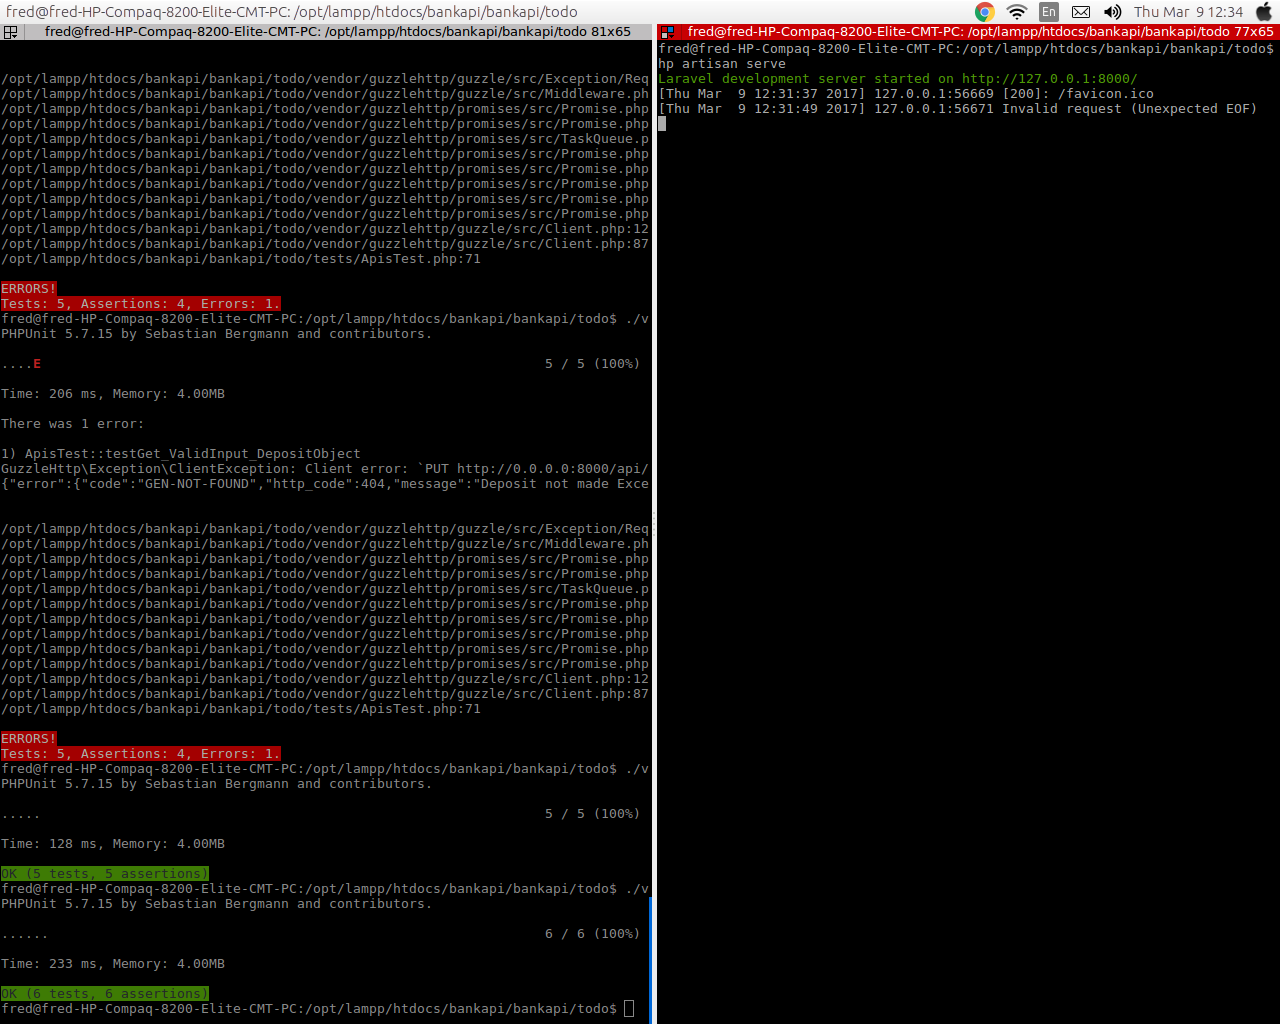 fred@fred-HP-Compaq-8200-Elite-CMT-PC: /opt/lampp/htdocs/bankapi/bankapi/todo
En
Thu Mar 9 12:34
fred@fred-HP-Compaq-8200-Elite-CMT-PC: /opt/lampp/htdocs/bankapi/bankapi/todo 81x65
/opt/lampp/htdocs/bankapi/bankapi/todo/vendor/guzzlehttp/guzzle/src/Exception/Req
/opt/lampp/htdocs/bankapi/bankapi/todo/vendor/guzzlehttp/guzzle/src/Middleware.ph
/opt/lampp/htdocs/bankapi/bankapi/todo/vendor/guzzlehttp/promises/src/Promise.php
/opt/lampp/htdocs/bankapi/bankapi/todo/vendor/guzzlehttp/promises/src/Promise.php
/opt/lampp/htdocs/bankapi/bankapi/todo/vendor/guzzlehttp/promises/src/TaskQueue.p
/opt/lampp/htdocs/bankapi/bankapi/todo/vendor/guzzlehttp/promises/src/Promise.php
/opt/lampp/htdocs/bankapi/bankapi/todo/vendor/guzzlehttp/promises/src/Promise.php
/opt/lampp/htdocs/bankapi/bankapi/todo/vendor/guzzlehttp/promises/src/Promise.php
/opt/lampp/htdocs/bankapi/bankapi/todo/vendor/guzzlehttp/promises/src/Promise.php
/opt/lampp/htdocs/bankapi/bankapi/todo/vendor/guzzlehttp/promises/src/Promise.php
/opt/lampp/htdocs/bankapi/bankapi/todo/vendor/guzzlehttp/guzzle/src/Client.php:12
/opt/lampp/htdocs/bankapi/bankapi/todo/vendor/guzzlehttp/guzzle/src/Client.php:87
/opt/lampp/htdocs/bankapi/bankapi/todo/tests/ApisTest.php:71
ERRORS!
Tests: 5, Assertions: 4, Errors: 1.
fred@fred-HP-Compaq-8200-Elite-CMT-PC:/opt/lampp/htdocs/bankapi/bankapi/todo$ ./v
PHPUnit 5.7.15 by Sebastian Bergmann and contributors.
....E 5 / 5 (100%)
Time: 206 ms, Memory: 4.00MB
There was 1 error:
1) ApisTest::testGet_ValidInput_DepositObject
GuzzleHttp\Exception\ClientException: Client error: `PUT http://0.0.0.0:8000/api/
{"error":{"code":"GEN-NOT-FOUND","http_code":404,"message":"Deposit not made Exce
/opt/lampp/htdocs/bankapi/bankapi/todo/vendor/guzzlehttp/guzzle/src/Exception/Req
/opt/lampp/htdocs/bankapi/bankapi/todo/vendor/guzzlehttp/guzzle/src/Middleware.ph
/opt/lampp/htdocs/bankapi/bankapi/todo/vendor/guzzlehttp/promises/src/Promise.php
/opt/lampp/htdocs/bankapi/bankapi/todo/vendor/guzzlehttp/promises/src/Promise.php
/opt/lampp/htdocs/bankapi/bankapi/todo/vendor/guzzlehttp/promises/src/TaskQueue.p
/opt/lampp/htdocs/bankapi/bankapi/todo/vendor/guzzlehttp/promises/src/Promise.php
/opt/lampp/htdocs/bankapi/bankapi/todo/vendor/guzzlehttp/promises/src/Promise.php
/opt/lampp/htdocs/bankapi/bankapi/todo/vendor/guzzlehttp/promises/src/Promise.php
/opt/lampp/htdocs/bankapi/bankapi/todo/vendor/guzzlehttp/promises/src/Promise.php
/opt/lampp/htdocs/bankapi/bankapi/todo/vendor/guzzlehttp/promises/src/Promise.php
/opt/lampp/htdocs/bankapi/bankapi/todo/vendor/guzzlehttp/guzzle/src/Client.php:12
/opt/lampp/htdocs/bankapi/bankapi/todo/vendor/guzzlehttp/guzzle/src/Client.php:87
/opt/lampp/htdocs/bankapi/bankapi/todo/tests/ApisTest.php:71
ERRORS!
Tests: 5, Assertions: 4, Errors: 1.
fred@fred-HP-Compaq-8200-Elite-CMT-PC:/opt/lampp/htdocs/bankapi/bankapi/todo$ ./v
PHPUnit 5.7.15 by Sebastian Bergmann and contributors.
..... 5 / 5 (100%)
Time: 128 ms, Memory: 4.00MB
OK (5 tests, 5 assertions)
fred@fred-HP-Compaq-8200-Elite-CMT-PC:/opt/lampp/htdocs/bankapi/bankapi/todo$ ./v
PHPUnit 5.7.15 by Sebastian Bergmann and contributors.
...... 6 / 6 (100%)
Time: 233 ms, Memory: 4.00MB
OK (6 tests, 6 assertions)
fred@fred-HP-Compaq-8200-Elite-CMT-PC:/opt/lampp/htdocs/bankapi/bankapi/todo$
fred@fred-HP-Compaq-8200-Elite-CMT-PC: /opt/lampp/htdocs/bankapi/bankapi/todo 77x65
fred@fred-HP-Compaq-8200-Elite-CMT-PC:/opt/lampp/htdocs/bankapi/bankapi/todo$
hp artisan serve
Laravel development server started on http://127.0.0.1:8000/
[Thu Mar  9 12:31:37 2017] 127.0.0.1:56669 [200]: /favicon.ico
[Thu Mar  9 12:31:49 2017] 127.0.0.1:56671 Invalid request (Unexpected EOF)